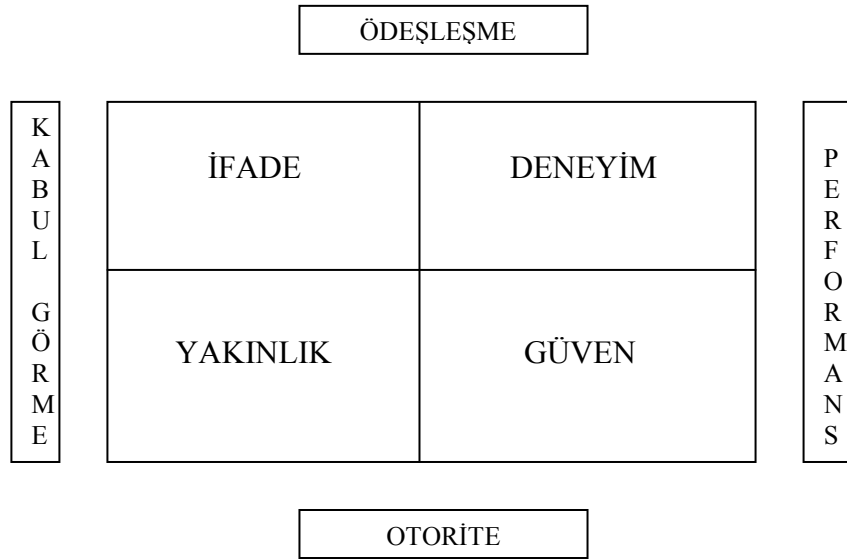 ÖDEŞLEŞME
KABUL GÖRME
İFADE
DENEYİM
PERFORMANS
YAKINLIK
GÜVEN
OTORİTE